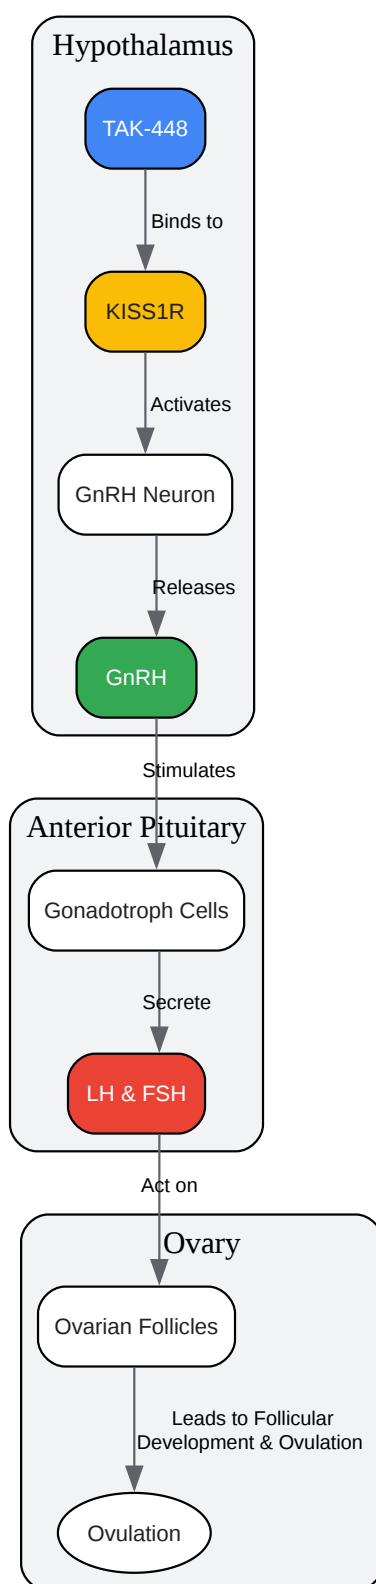 Hypothalamus
TAK-448
Binds to
KISS1R
Activates
GnRH Neuron
Releases
GnRH
Stimulates
Anterior Pituitary
Gonadotroph Cells
Secrete
LH & FSH
Act on
Ovary
Ovarian Follicles
Leads to Follicular
Development & Ovulation
Ovulation